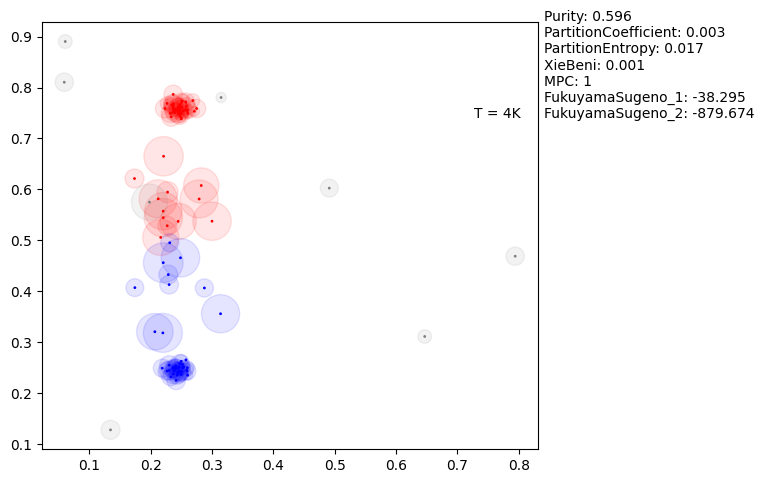 Purity: 0.596
PartitionCoefficient: 0.003
PartitionEntropy: 0.017
XieBeni: 0.001
MPC: 1
FukuyamaSugeno_1: -38.295
FukuyamaSugeno_2: -879.674
T = 4K
0.9
0.8
0.7
0.6
0.5
0.4
0.3
0.2
0.1
0.1 0.2 0.3 0.4 0.5 0.6 0.7 0.8